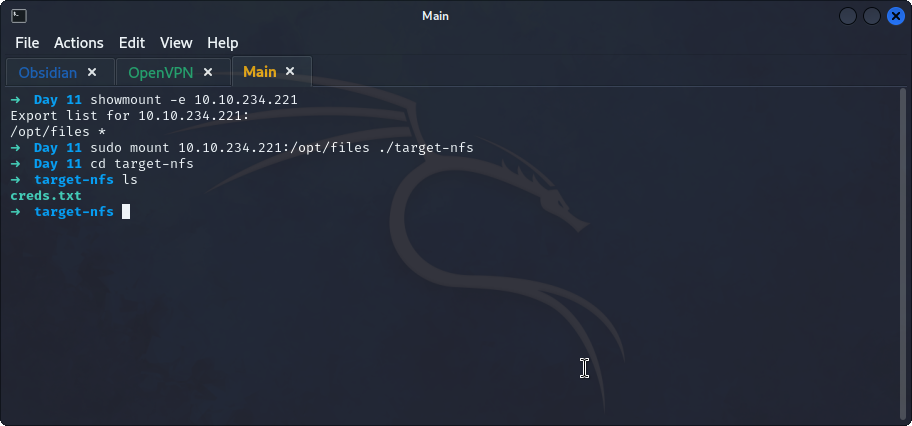 Main
File Actions Edit View Help
Obsidian × OpenVPN × Main ×
→ Day 11 showmount -e 10.10.234.221
Export list for 10.10.234.221:
/opt/files *
→ Day 11 sudo mount 10.10.234.221:/opt/files ./target-nfs
→ Day 11 cd target-nfs
→ target-nfs ls
creds.txt
→ target-nfs